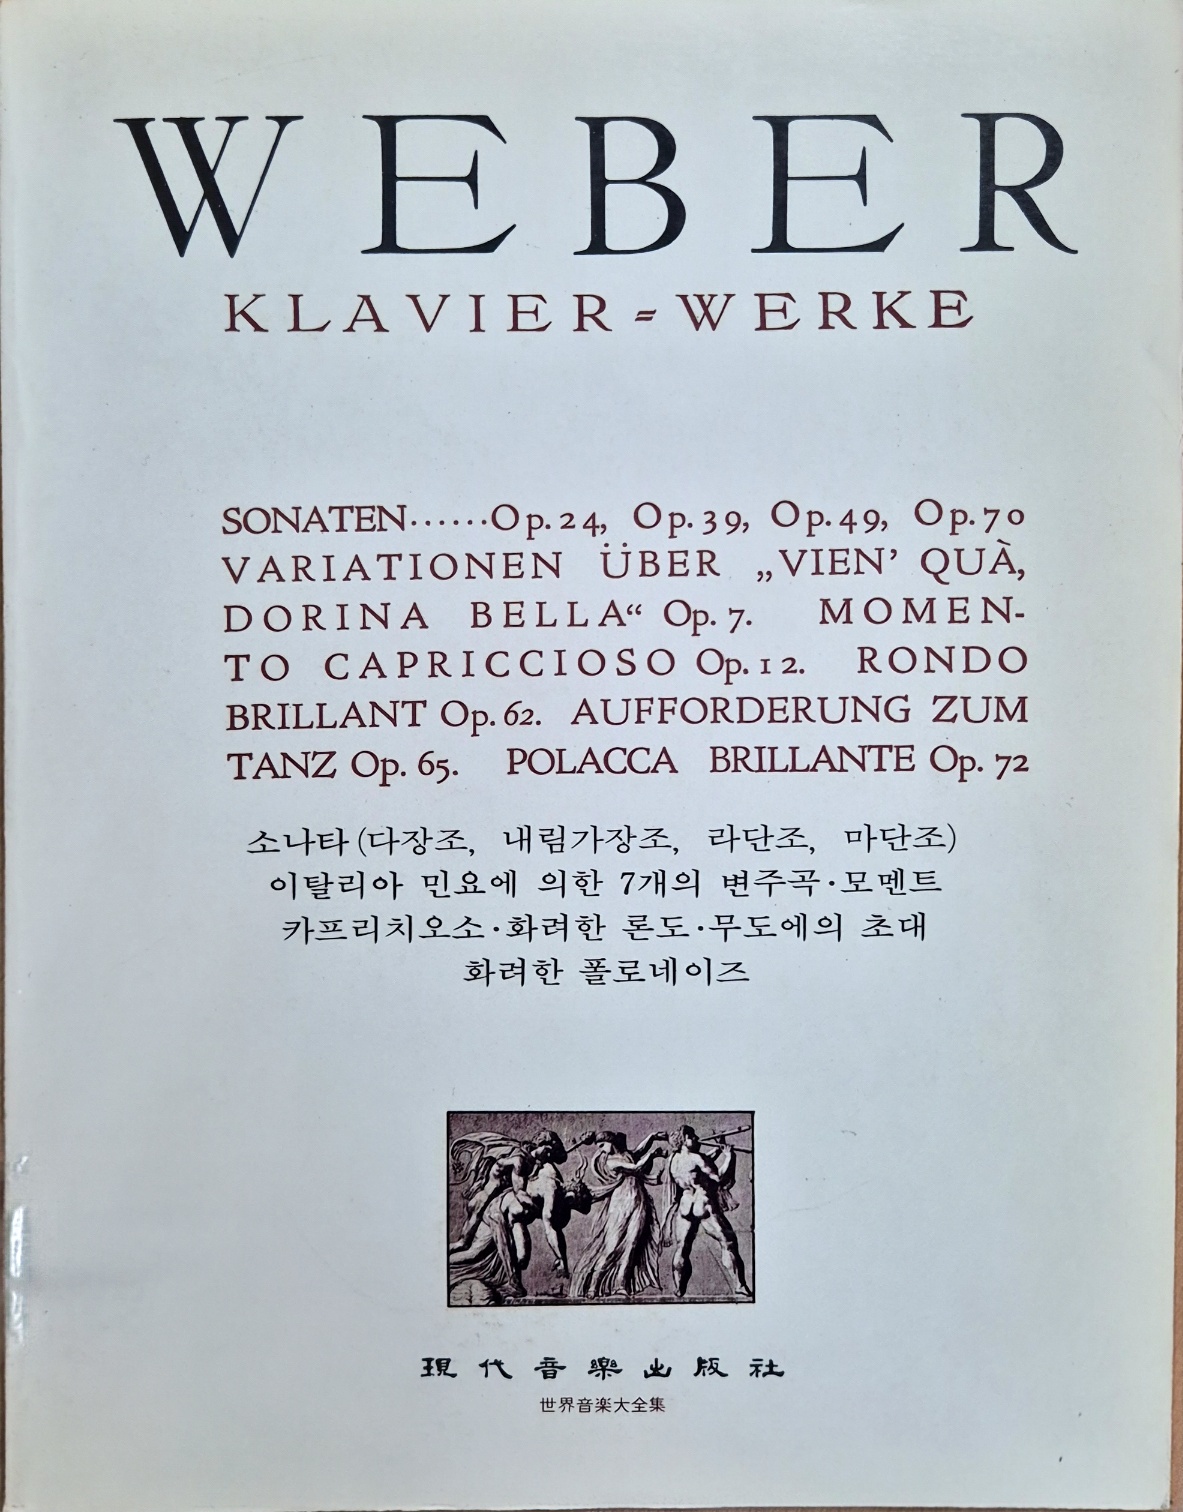 WEBER
KLAVIER=WERKE
SONATEN······Op.24, Op.39, Op.49, Op.70
VARIATIONEN ÜBER „VIEN’ QUÀ,
DORINA BELLA“ Op. 7. MOMEN-
TO CAPRICCIOSO Op.12. RONDO
BRILLANT Op.62. AUFFORDERUNG ZUM
TANZ Op. 65. POLACCA BRILLANTE Op. 72
소나타(다장조, 내림가장조, 라단조, 마단조)
이탈리아 민요에 의한 7개의 변주곡·모멘트
카프리치오소·화려한 론도·무도에의 초대
화려한 폴로네이즈
現代音樂出版社
世界音楽大全集